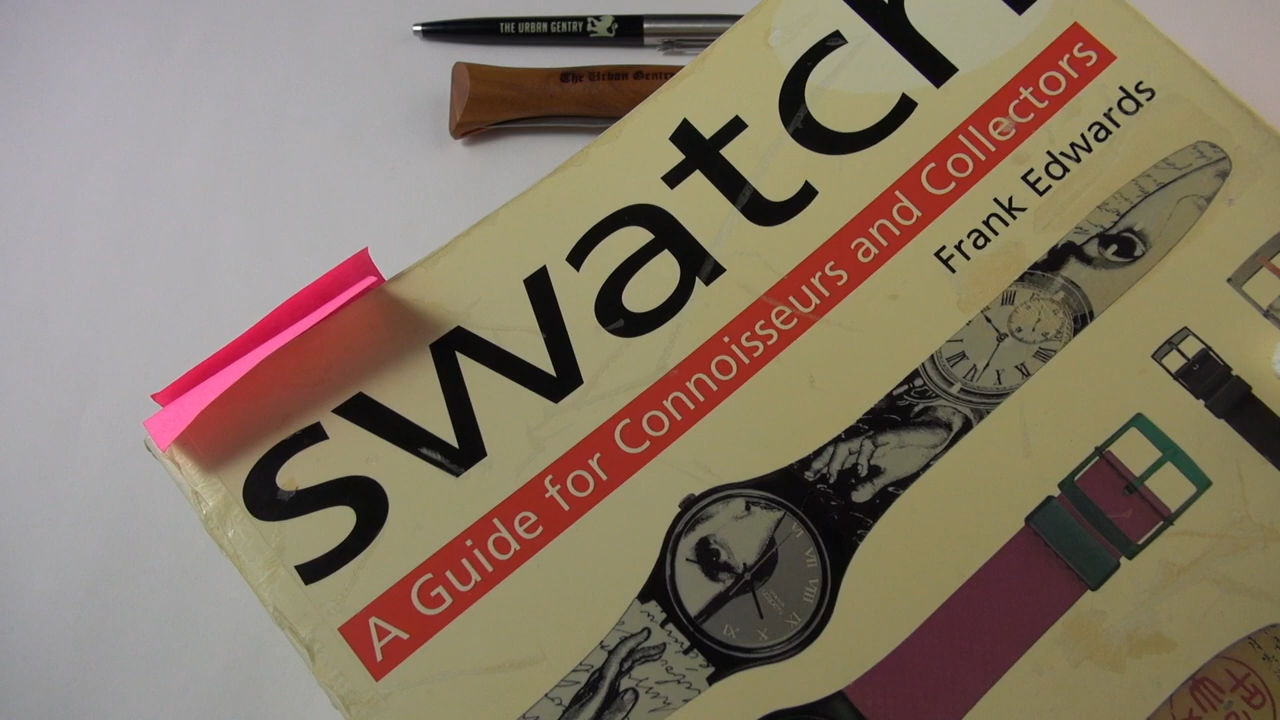 THE URBAN GENTRY
The Urban Gentry
swatch
A Guide for Connoisseurs and Collectors
Frank Edwards